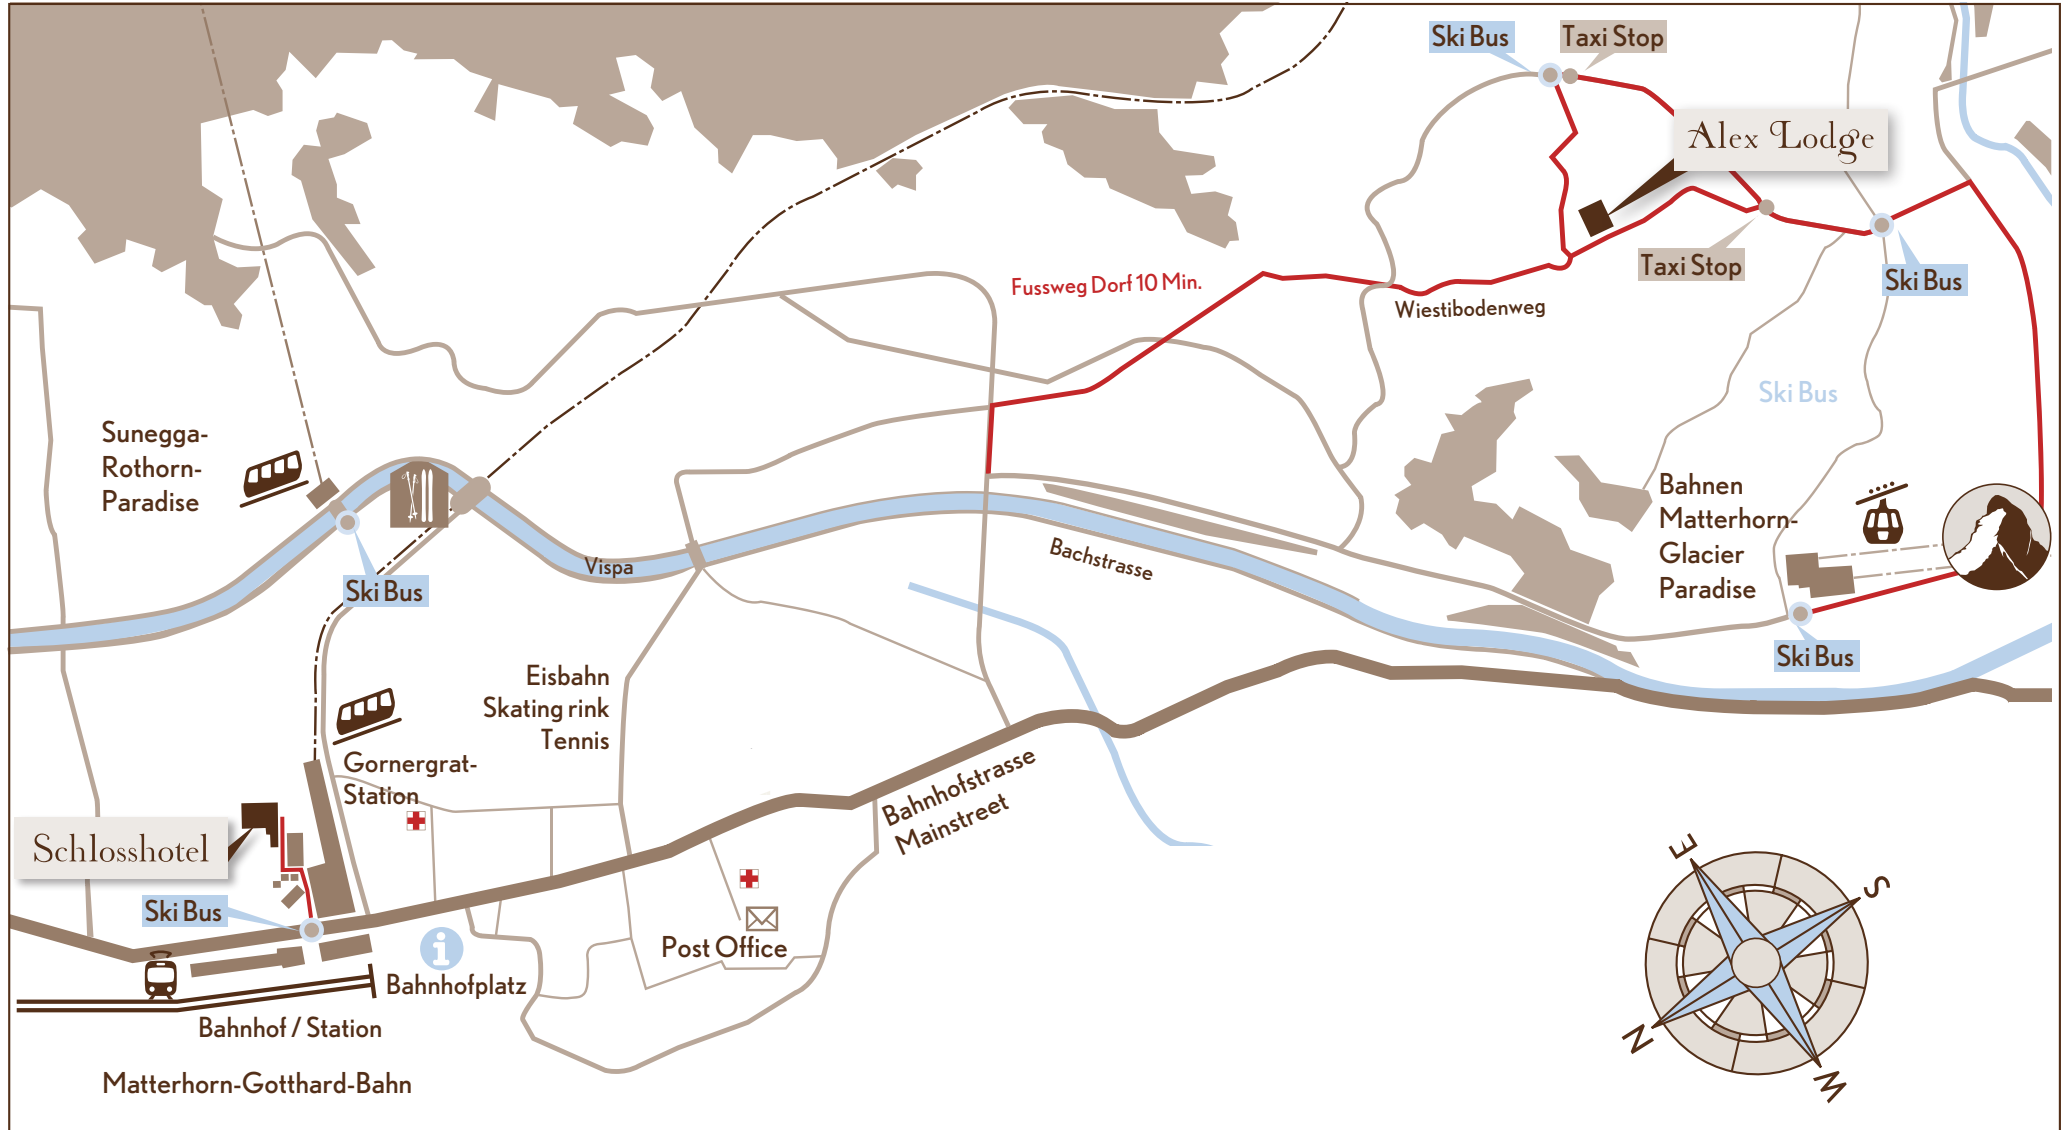 Ski Bus
Taxi Stop
Alex Lodge
Taxi Stop
Ski Bus
Fussweg Dorf 10 Min.
Wiestibodenweg
Ski Bus
Sunegga-
Rothorn-
Paradise
Ski Bus
Vispa
Bachstrasse
Bahnen
Matterhorn-
Glacier
Paradise
Ski Bus
Eisbahn
Skating rink
Tennis
Gornergrat-
Station
Schlosshotel
Ski Bus
Bahnhofstrasse
Mainstreet
Post Office
i
Bahnhofplatz
Bahnhof / Station
Matterhorn-Gotthard-Bahn
E
S
N
W